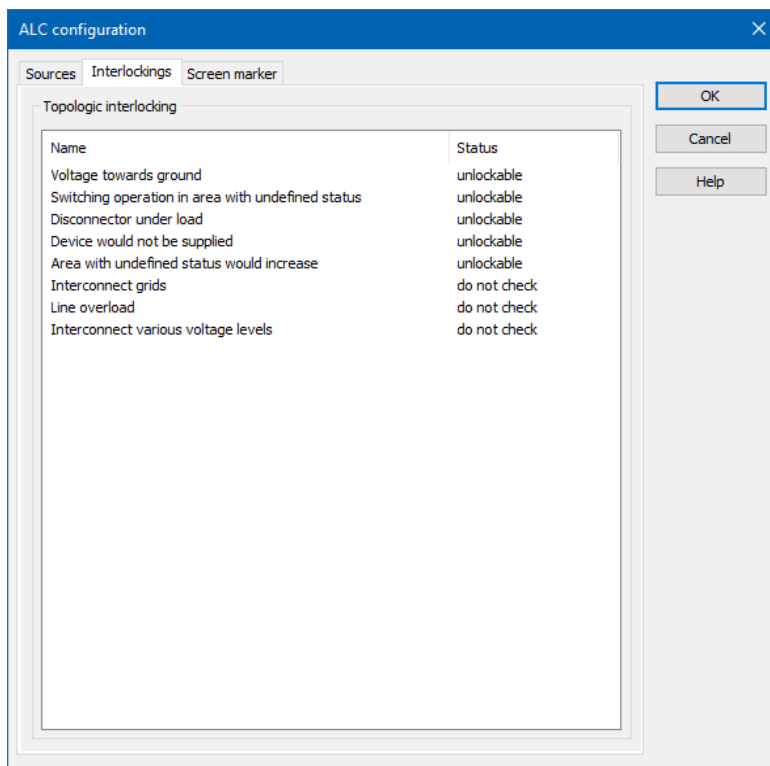 ALC configuration
Sources Interlockings Screen marker
Topologic interlocking
Name Status
Voltage towards ground unlockable
Switching operation in area with undefined status unlockable
Disconnector under load unlockable
Device would not be supplied unlockable
Area with undefined status would increase unlockable
Interconnect grids do not check
Line overload do not check
Interconnect various voltage levels do not check
OK
Cancel
Help